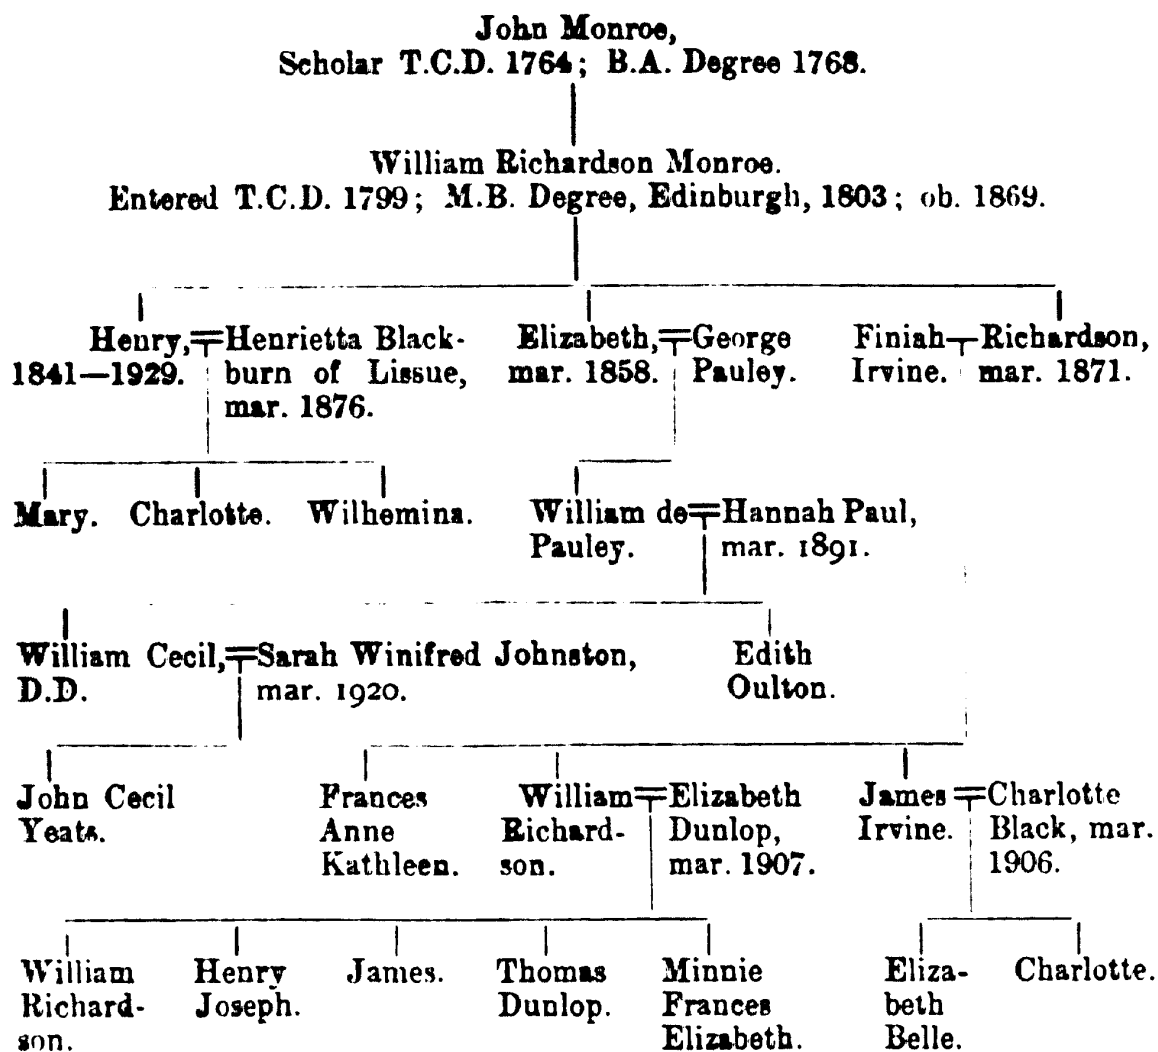 John Monroe,
Scholar T.C.D. 1764; B.A. Degree 1768.
William Richardson Monroe.
Entered T.C.D. 1799; M.B. Degree, Edinburgh, 1803; ob. 1869.
Henry,
1841—1929.
Henrietta Black-
burn of Lissue,
mar. 1876.
Elizabeth,
mar. 1858.
George
Pauley.
Finiah
Irvine.
Richardson,
mar. 1871.
Mary.
Charlotte.
Wilhemina.
William de
Pauley.
Hannah Paul,
mar. 1891.
William Cecil,
D.D.
Sarah Winifred Johnston,
mar. 1920.
Edith
Oulton.
John Cecil
Yeats.
Frances
Anne
Kathleen.
William
Richard-
son.
Elizabeth
Dunlop,
mar. 1907.
James
Irvine.
Charlotte
Black, mar.
1906.
William
Richard-
son.
Henry
Joseph.
James.
Thomas
Dunlop.
Minnie
Frances
Elizabeth.
Eliza-
beth
Belle.
Charlotte.